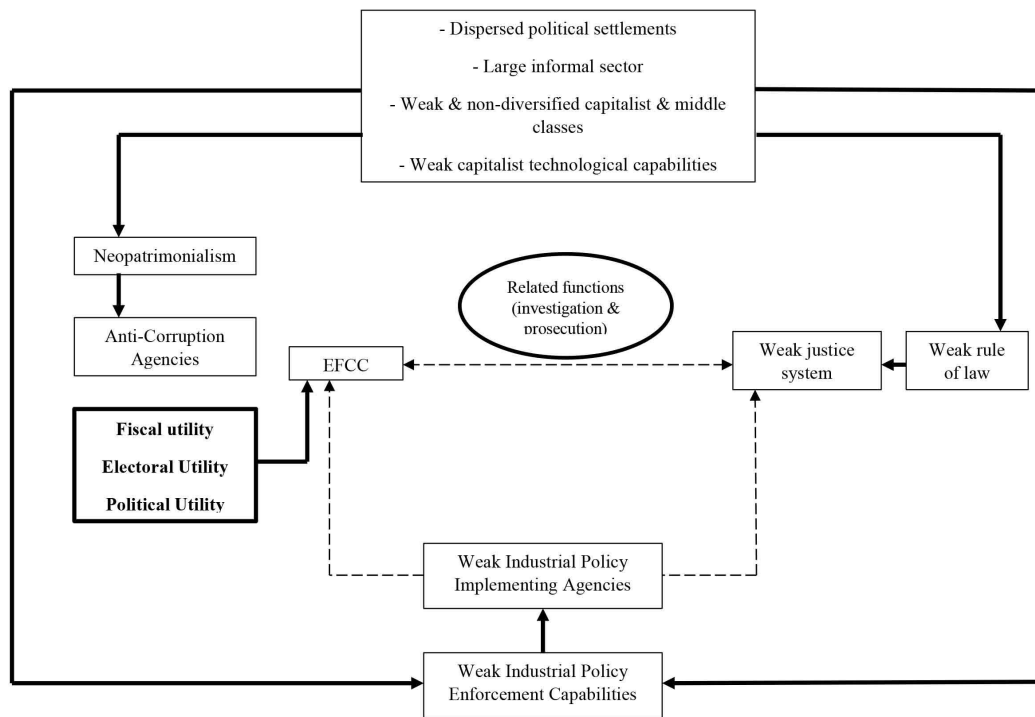 - Dispersed political settlements
- Large informal sector
- Weak & non-diversified capitalist & middle
classes
- Weak capitalist technological capabilities
Neopatrimonialism
Anti-Corruption
Agencies
Related functions
(investigation &
prosecution)
EFCC
Weak justice
system
Weak rule
of law
Fiscal utility
Electoral Utility
Political Utility
Weak Industrial Policy
Implementing Agencies
Weak Industrial Policy
Enforcement Capabilities